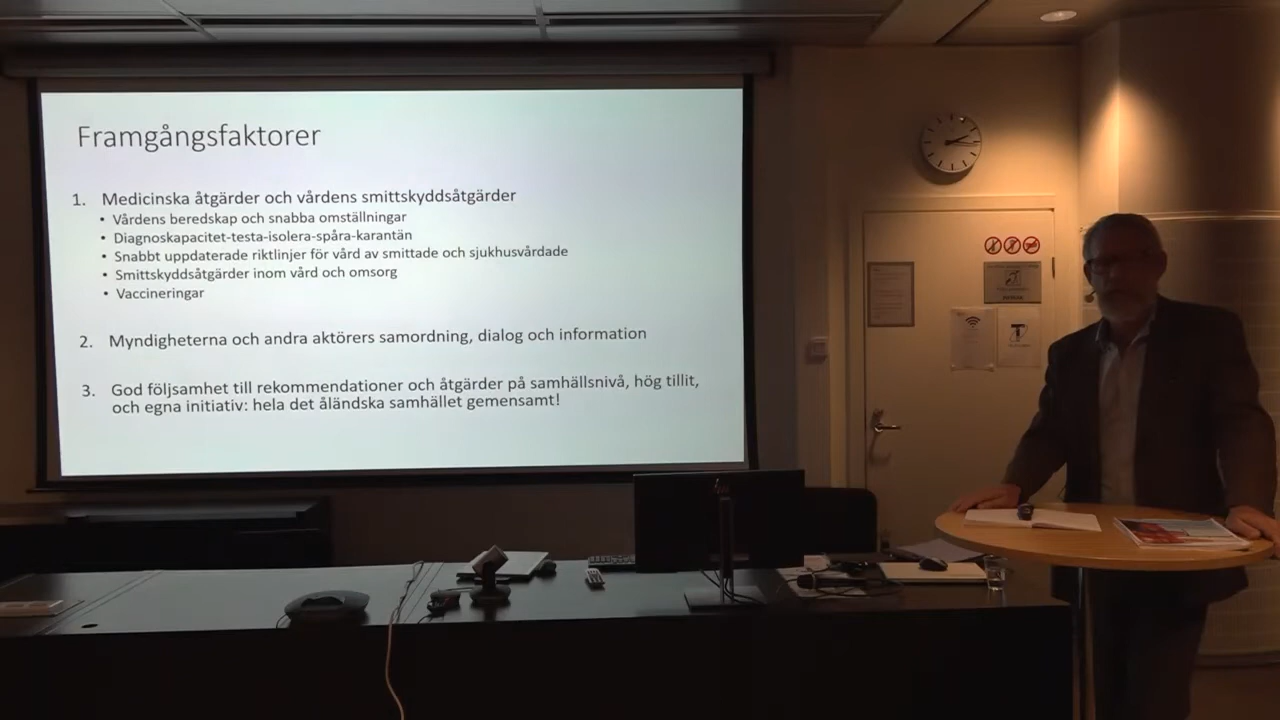 Framgångsfaktorer
1. Medicinska åtgärder och vårdens smittskyddsåtgärder
• Vårdens beredskap och snabba omställningar
• Diagnoskapacitet-testa-isolera-spåra-karantän
• Snabbt uppdaterade riktlinjer för vård av smittade och sjukhusvårdade
• Smittskyddsåtgärder inom vård och omsorg
• Vaccineringar
2. Myndigheterna och andra aktörers samordning, dialog och information
3. God följsamhet till rekommendationer och åtgärder på samhällsnivå, hög tillit,
och egna initiativ: hela det åländska samhället gemensamt!